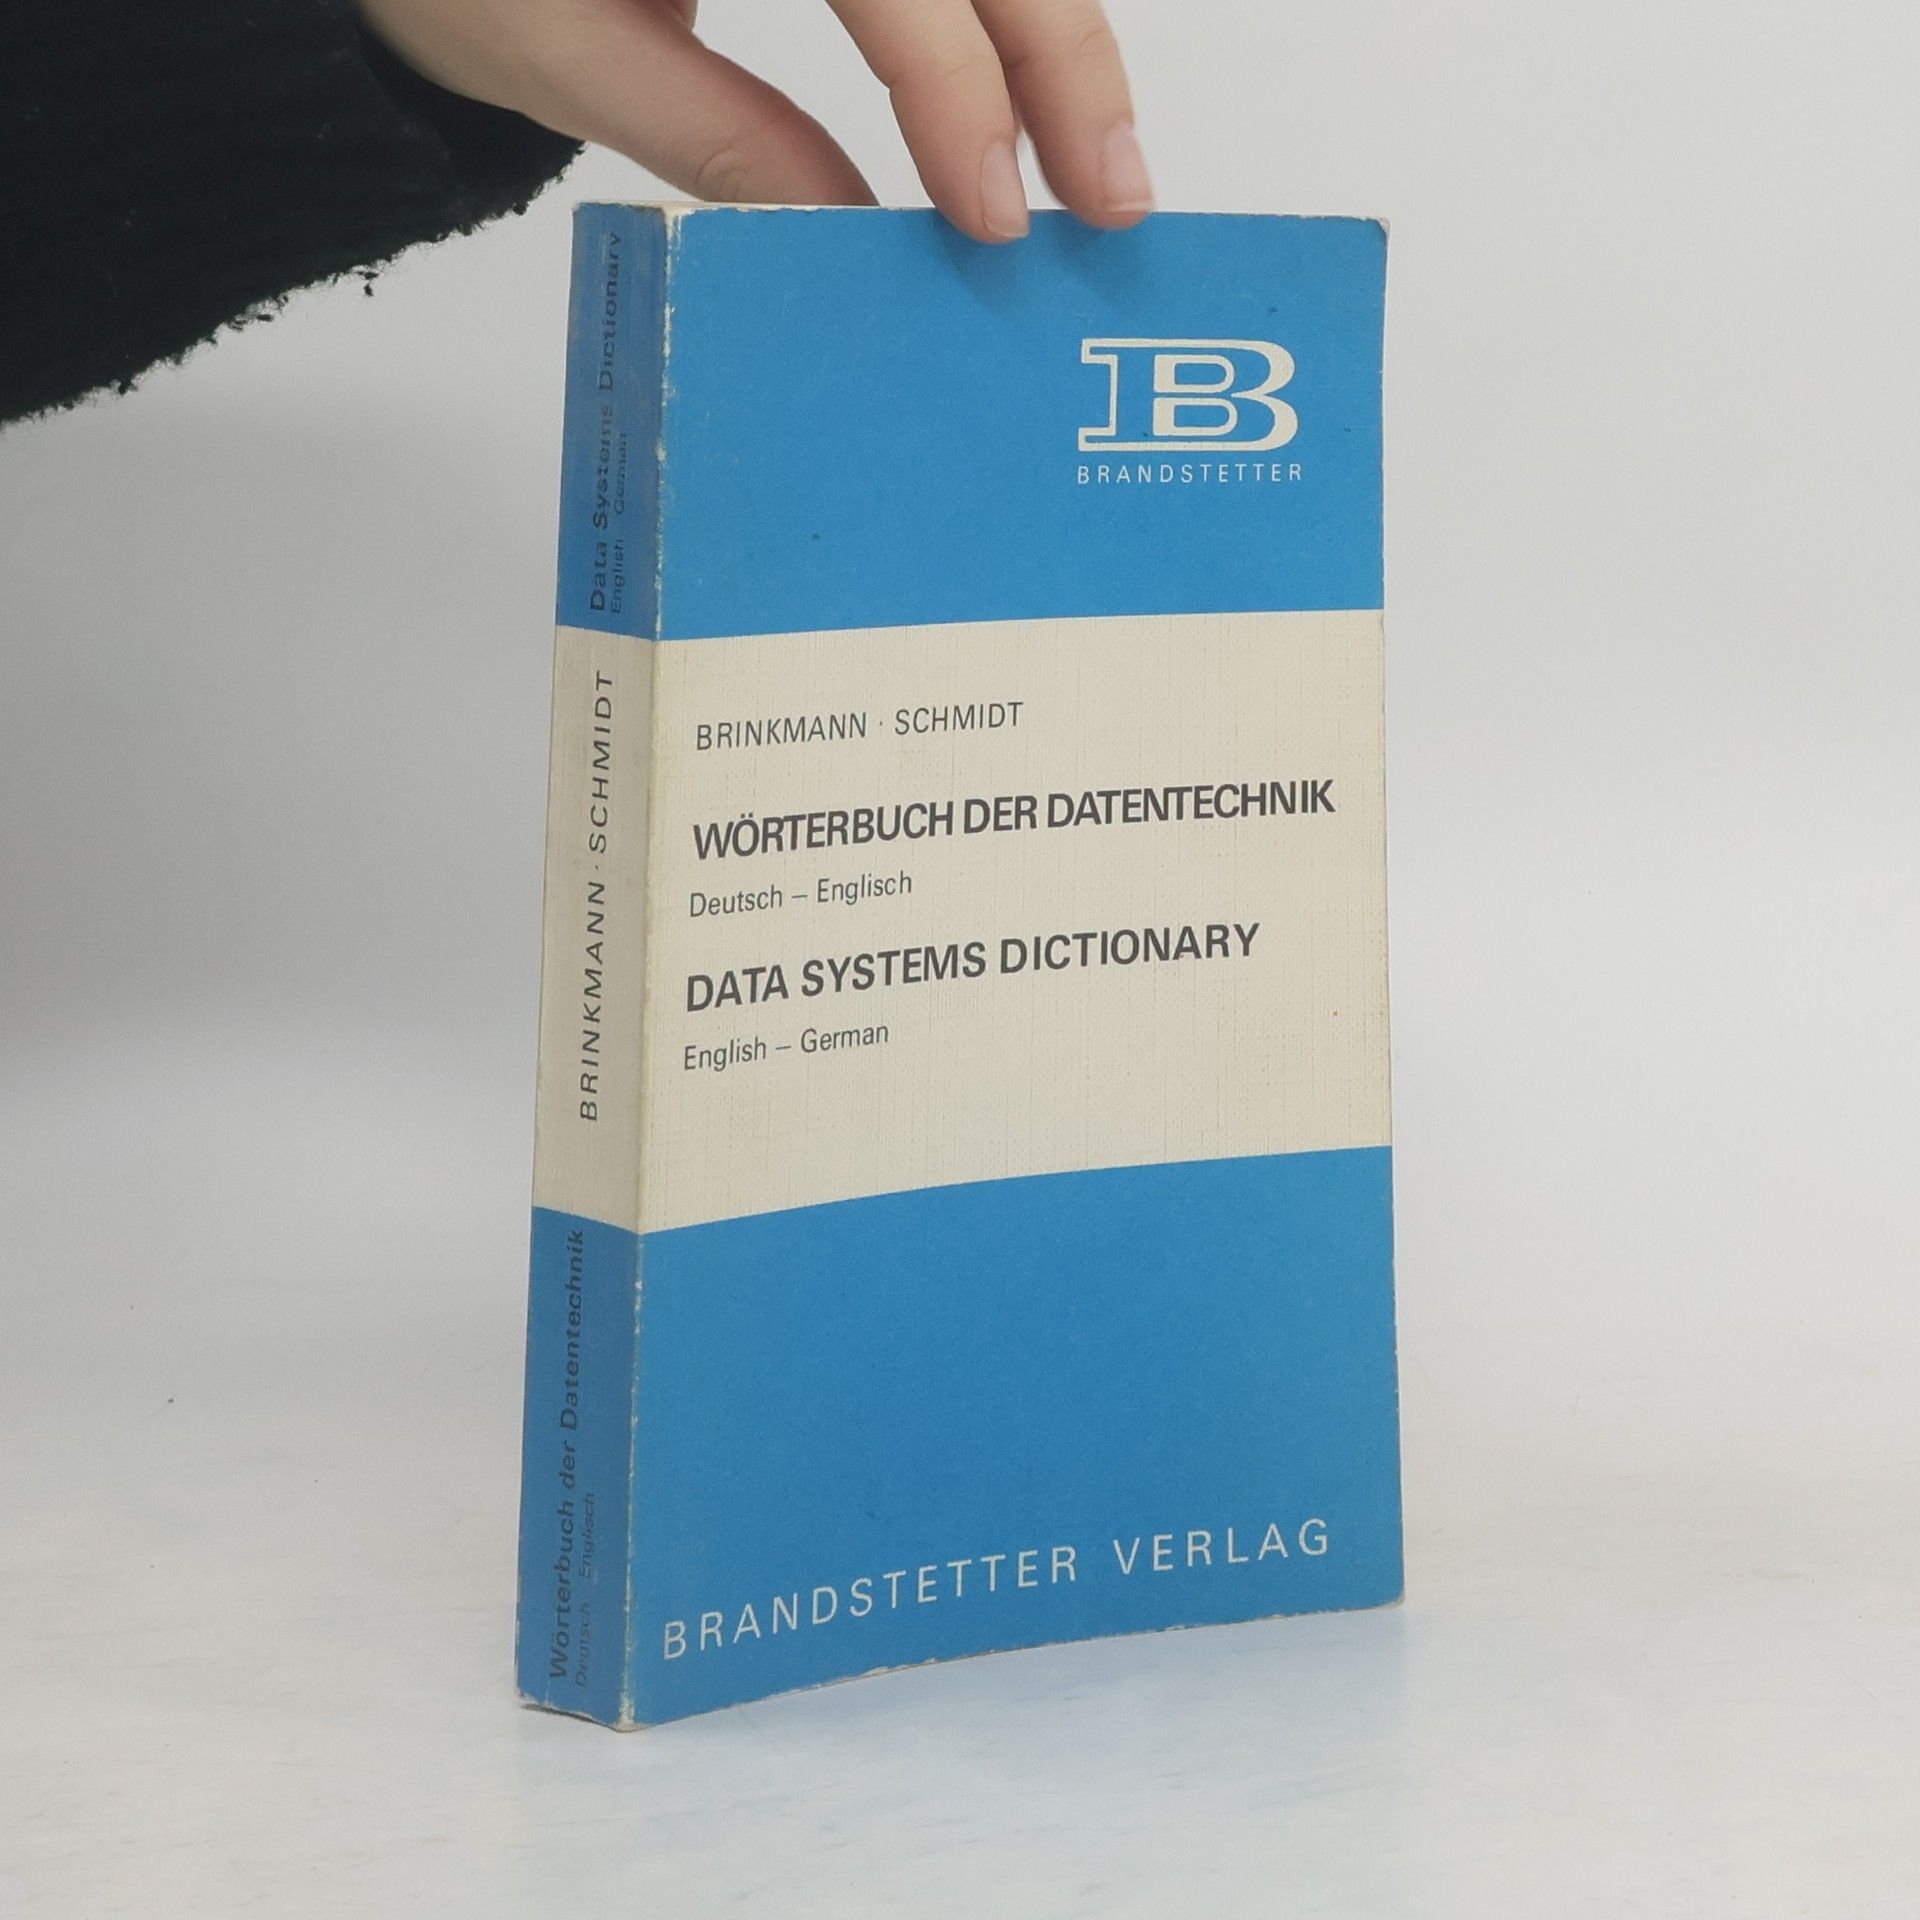 B
BRANDSTETTER
BRINKMANN · SCHMIDT
WÖRTERBUCH DER DATENTECHNIK
Deutsch – Englisch
DATA SYSTEMS DICTIONARY
English – German
BRANDSTETTER VERLAG
Data Systems Dictionary
English German
BRINKMANN · SCHMIDT
Wörterbuch der Datentechnik
Deutsch Englisch